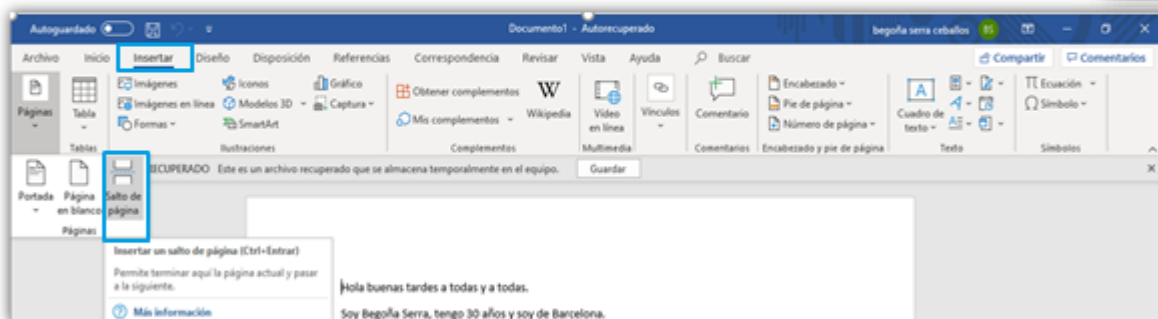 Autoguardado
Documento1 - Autorecuperado
begoña serra ceballos BS
Archivo Inicio Insertar Diseño Disposición Referencias Correspondencia Revisar Vista Ayuda Buscar Compartir Comentarios
Páginas
Tabla
Tablas
Imágenes
Imágenes en línea
Formas
Iconos
Modelos 3D
SmartArt
Gráfico
Captura
Ilustraciones
Obtener complementos
Mis complementos
Wikipedia
Complementos
Vídeo
en línea
Multimedia
Vínculos
Comentario
Comentarios
Encabezado
Pie de página
Número de página
Encabezado y pie de página
Cuadro de
texto
Texto
Ecuación
Símbolo
Símbolos
Portada
Página
en blanco
Salto de
página
Páginas
RECUPERADO Este es un archivo recuperado que se almacena temporalmente en el equipo. Guardar
Insertar un salto de página (Ctrl+Entrar)
Permite terminar aquí la página actual y pasar
a la siguiente.
Más información
Hola buenas tardes a todas y a todas.
Soy Begoña Serra, tengo 30 años y soy de Barcelona.